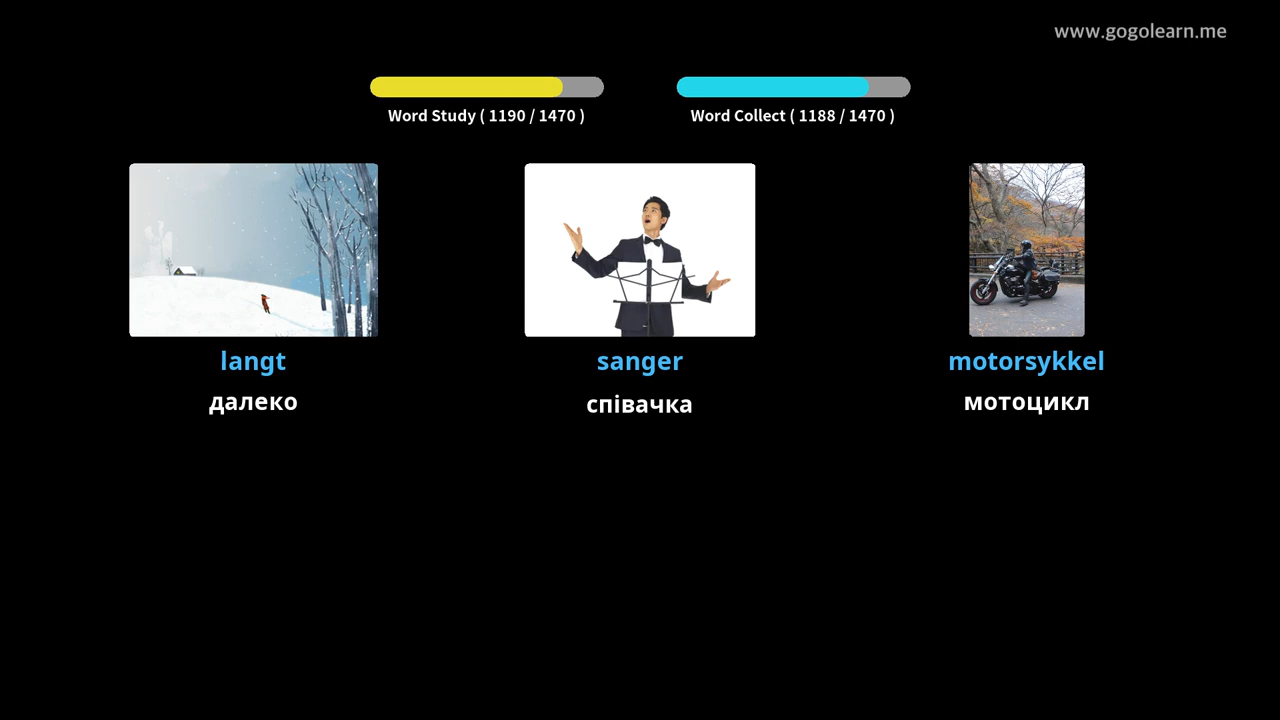 www.gogolearn.me
Word Study ( 1190 / 1470 )
Word Collect ( 1188 / 1470 )
langt
sanger
motorsykkel
далеко
співачка
мотоцикл